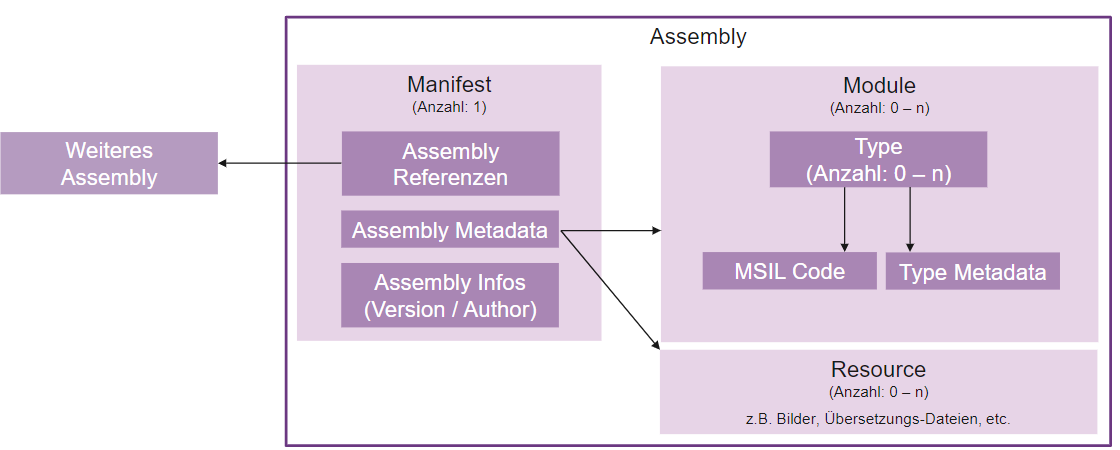 Assembly
Manifest
(Anzahl: 1)
Assembly
Referenzen
Assembly Metadata
Assembly Infos
(Version / Author)
Weiteres
Assembly
Module
(Anzahl: 0 – n)
Type
(Anzahl: 0 – n)
MSIL Code
Type Metadata
Resource
(Anzahl: 0 – n)
z.B. Bilder, Übersetzungs-Dateien, etc.